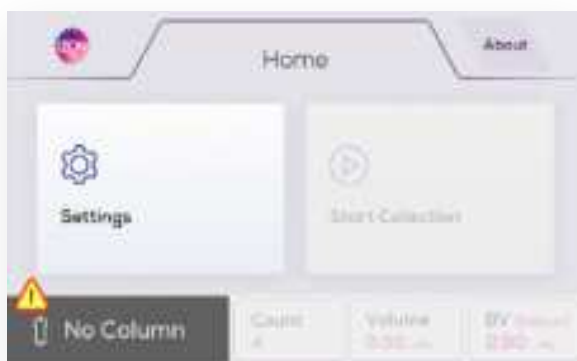 Home
About
Settings
Start Collection
No Column
Count
Volume
BV